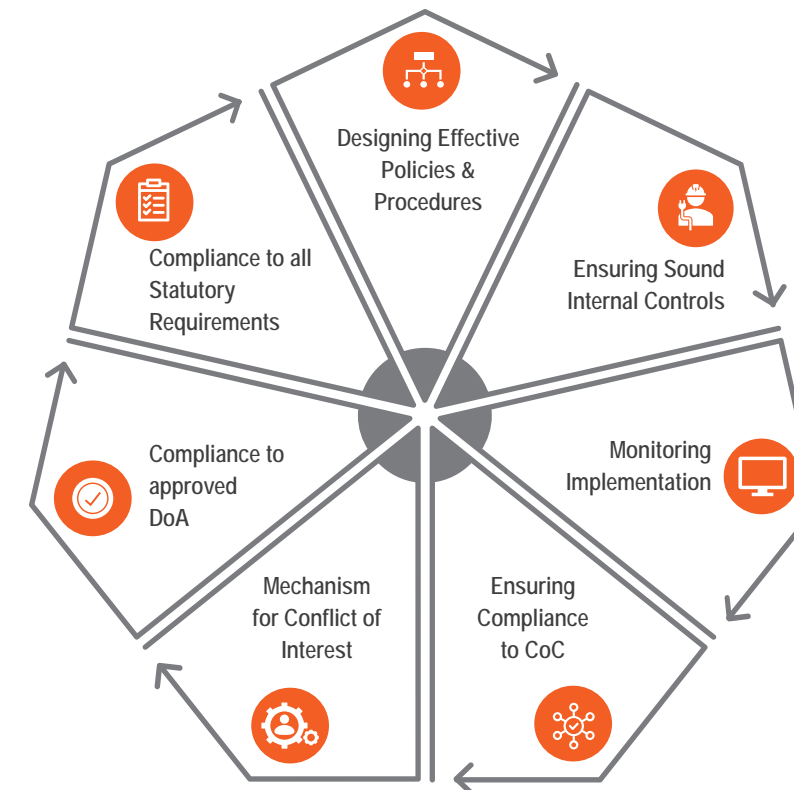 Designing Effective
Policies &
Procedures
Ensuring Sound
Internal Controls
Monitoring
Implementation
Ensuring
Compliance
to CoC
Mechanism
for Conflict of
Interest
Compliance to
approved
DoA
Compliance to all
Statutory
Requirements